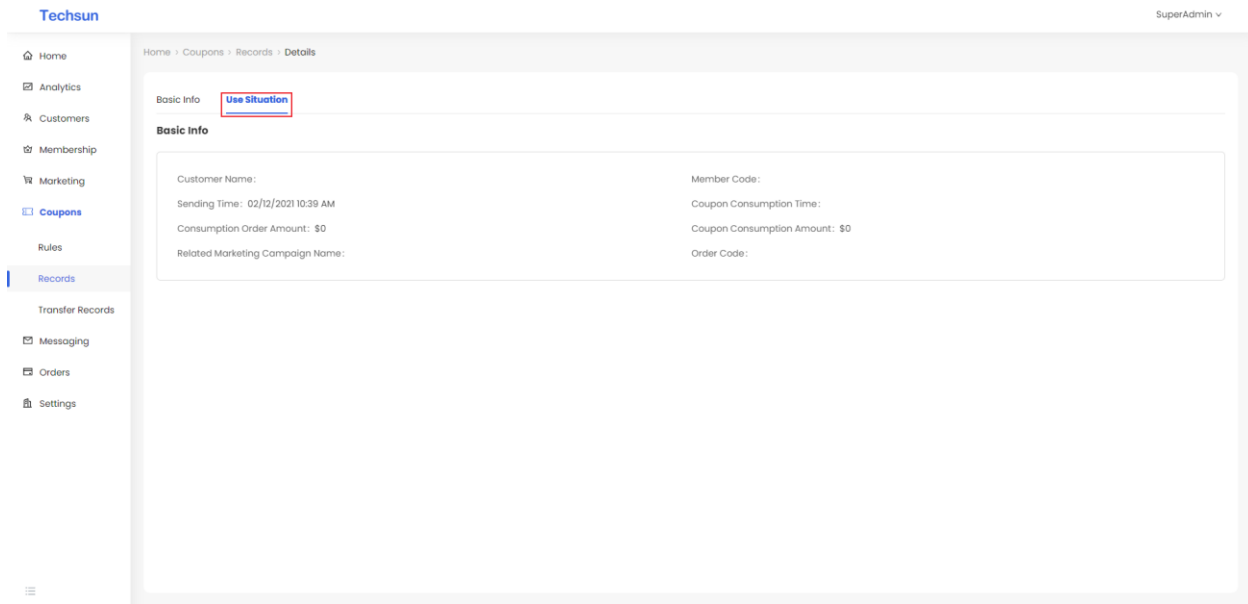 Techsun
SuperAdmin
Home
Analytics
Customers
Membership
Marketing
Coupons
Rules
Records
Transfer Records
Messaging
Orders
Settings
Home > Coupons > Records > Details
Basic Info Use Situation
Basic Info
Customer Name: Member Code:
Sending Time: 02/12/2021 10:39 AM Coupon Consumption Time:
Consumption Order Amount: $0 Coupon Consumption Amount: $0
Related Marketing Campaign Name: Order Code: